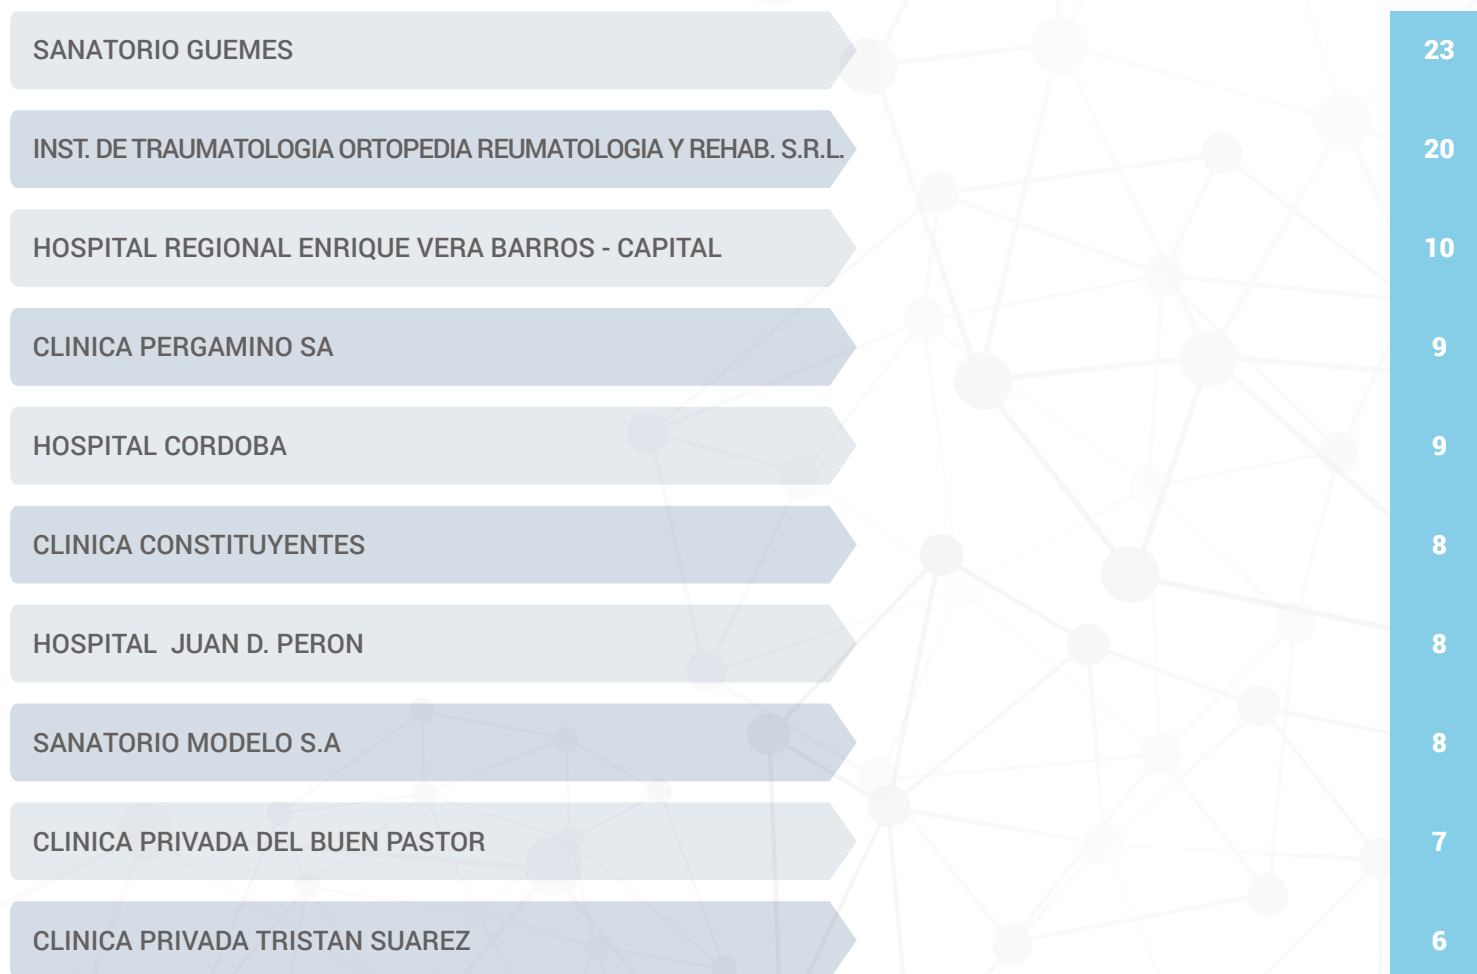 SANATORIO GUEMES 23
INST. DE TRAUMATOLOGIA ORTOPEDIA REUMATOLOGIA Y REHAB. S.R.L. 20
HOSPITAL REGIONAL ENRIQUE VERA BARROS - CAPITAL 10
CLINICA PERGAMINO SA 9
HOSPITAL CORDOBA 9
CLINICA CONSTITUYENTES 8
HOSPITAL  JUAN D. PERON 8
SANATORIO MODELO S.A 8
CLINICA PRIVADA DEL BUEN PASTOR 7
CLINICA PRIVADA TRISTAN SUAREZ 6